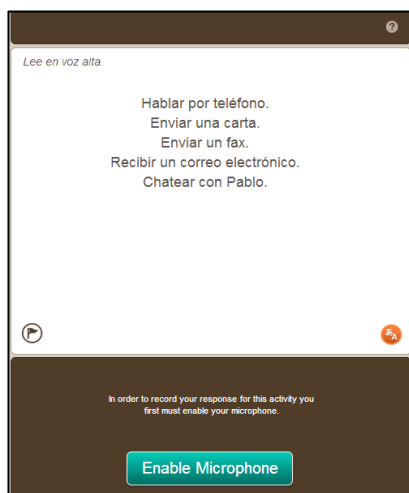 ?
Lee en voz alta.
Hablar por teléfono.
Enviar una carta.
Enviar un fax.
Recibir un correo electrónico.
Chatear con Pablo.
In order to record your response for this activity you
first must enable your microphone.
Enable Microphone